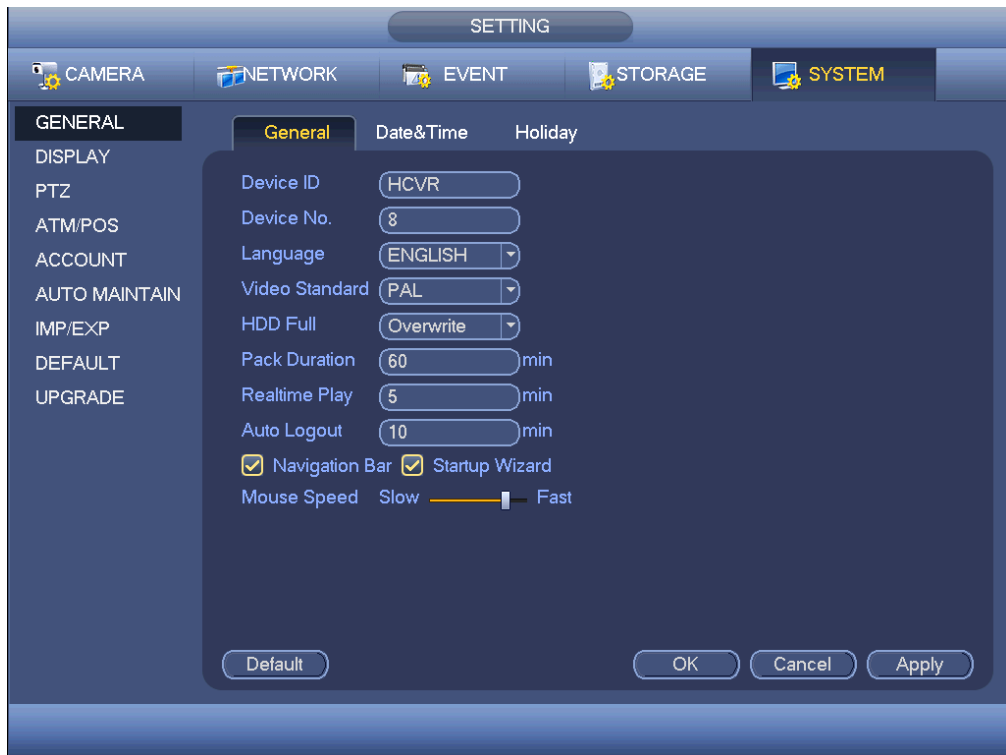 SETTING
CAMERA NETWORK EVENT STORAGE SYSTEM
GENERAL
DISPLAY
PTZ
ATM/POS
ACCOUNT
AUTO MAINTAIN
IMP/EXP
DEFAULT
UPGRADE
General Date&Time Holiday
Device ID HCVR
Device No. 8
Language ENGLISH
Video Standard PAL
HDD Full Overwrite
Pack Duration 60 min
Realtime Play 5 min
Auto Logout 10 min
Navigation Bar Startup Wizard
Mouse Speed Slow Fast
Default OK Cancel Apply